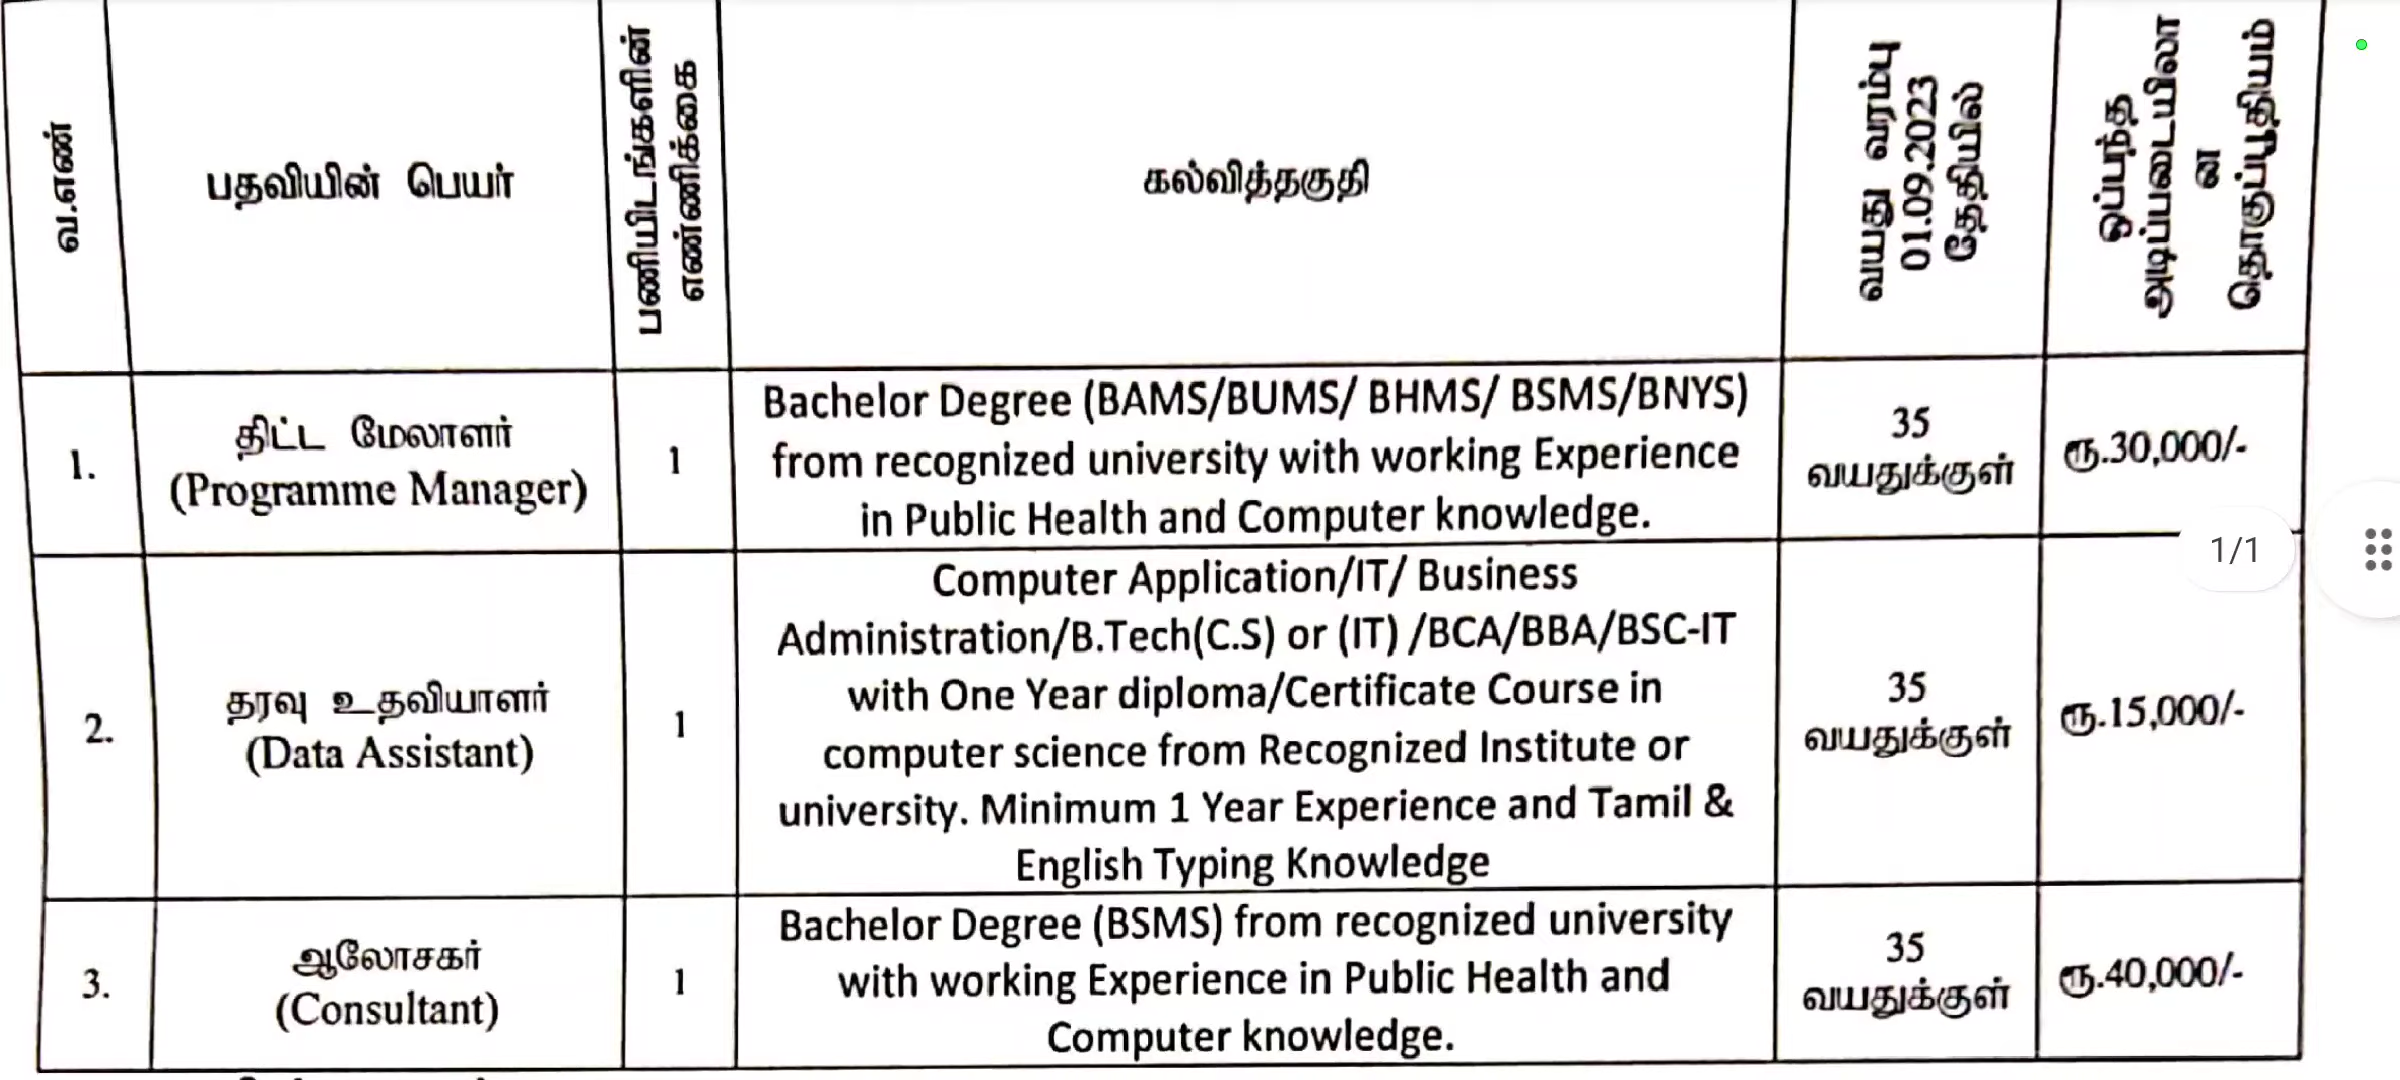 வ.எண்
பதவியின் பெயர்
பணியிடங்களின்
எண்ணிக்கை
கல்வித்தகுதி
வயது வரம்பு
01.09.2023
தேதியில்
ஒப்பந்த
அடிப்படையிலா
ன
தொகுப்பூதியம்
1.
திட்ட மேலாளர்
(Programme Manager)
1
Bachelor Degree (BAMS/BUMS/ BHMS/ BSMS/BNYS)
from recognized university with working Experience
in Public Health and Computer knowledge.
35
வயதுக்குள்
ரூ.30,000/-
1/1
2.
தரவு உதவியாளர்
(Data Assistant)
1
Computer Application/IT/ Business
Administration/B.Tech(C.S) or (IT) /BCA/BBA/BSC-IT
with One Year diploma/Certificate Course in
computer science from Recognized Institute or
university. Minimum 1 Year Experience and Tamil &
English Typing Knowledge
35
வயதுக்குள்
ரூ.15,000/-
3.
ஆலோசகர்
(Consultant)
1
Bachelor Degree (BSMS) from recognized university
with working Experience in Public Health and
Computer knowledge.
35
வயதுக்குள்
ரூ.40,000/-